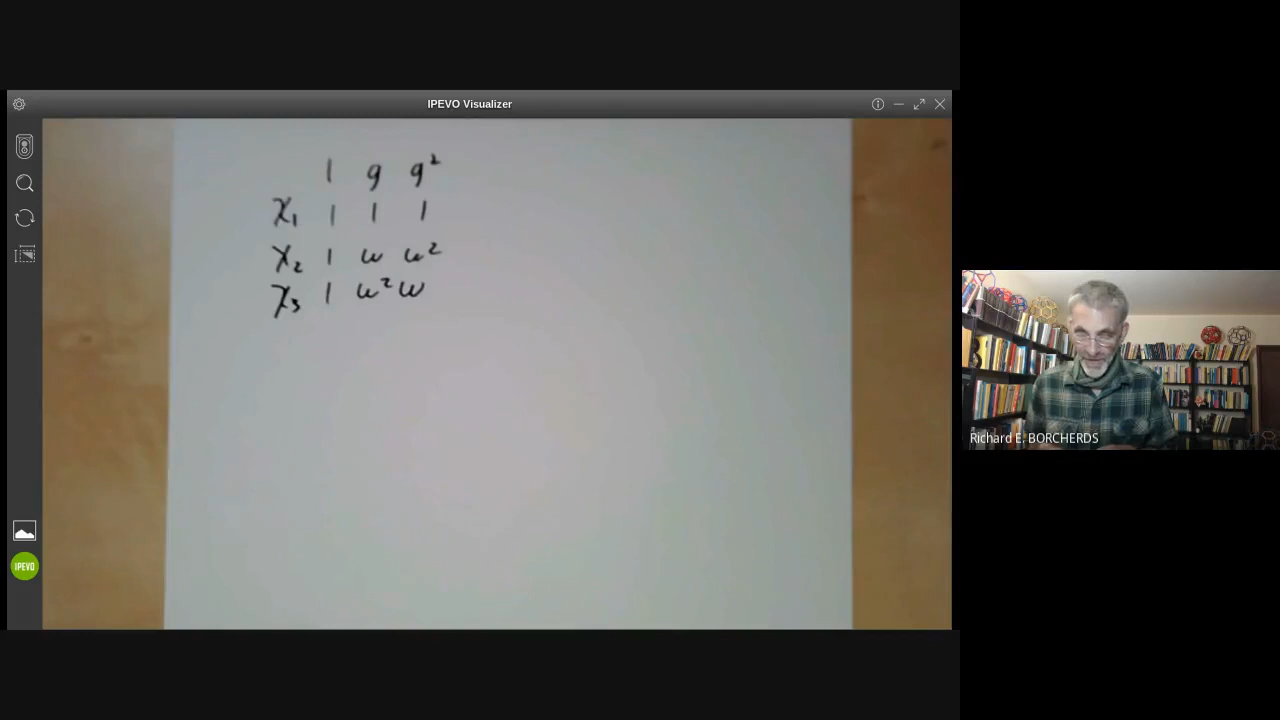 IPEVO Visualizer
1 g g²
χ₁ 1 1 1
χ₂ 1 ω ω²
χ₃ 1 ω² ω
IPEVO
Richard E. BORCHERDS